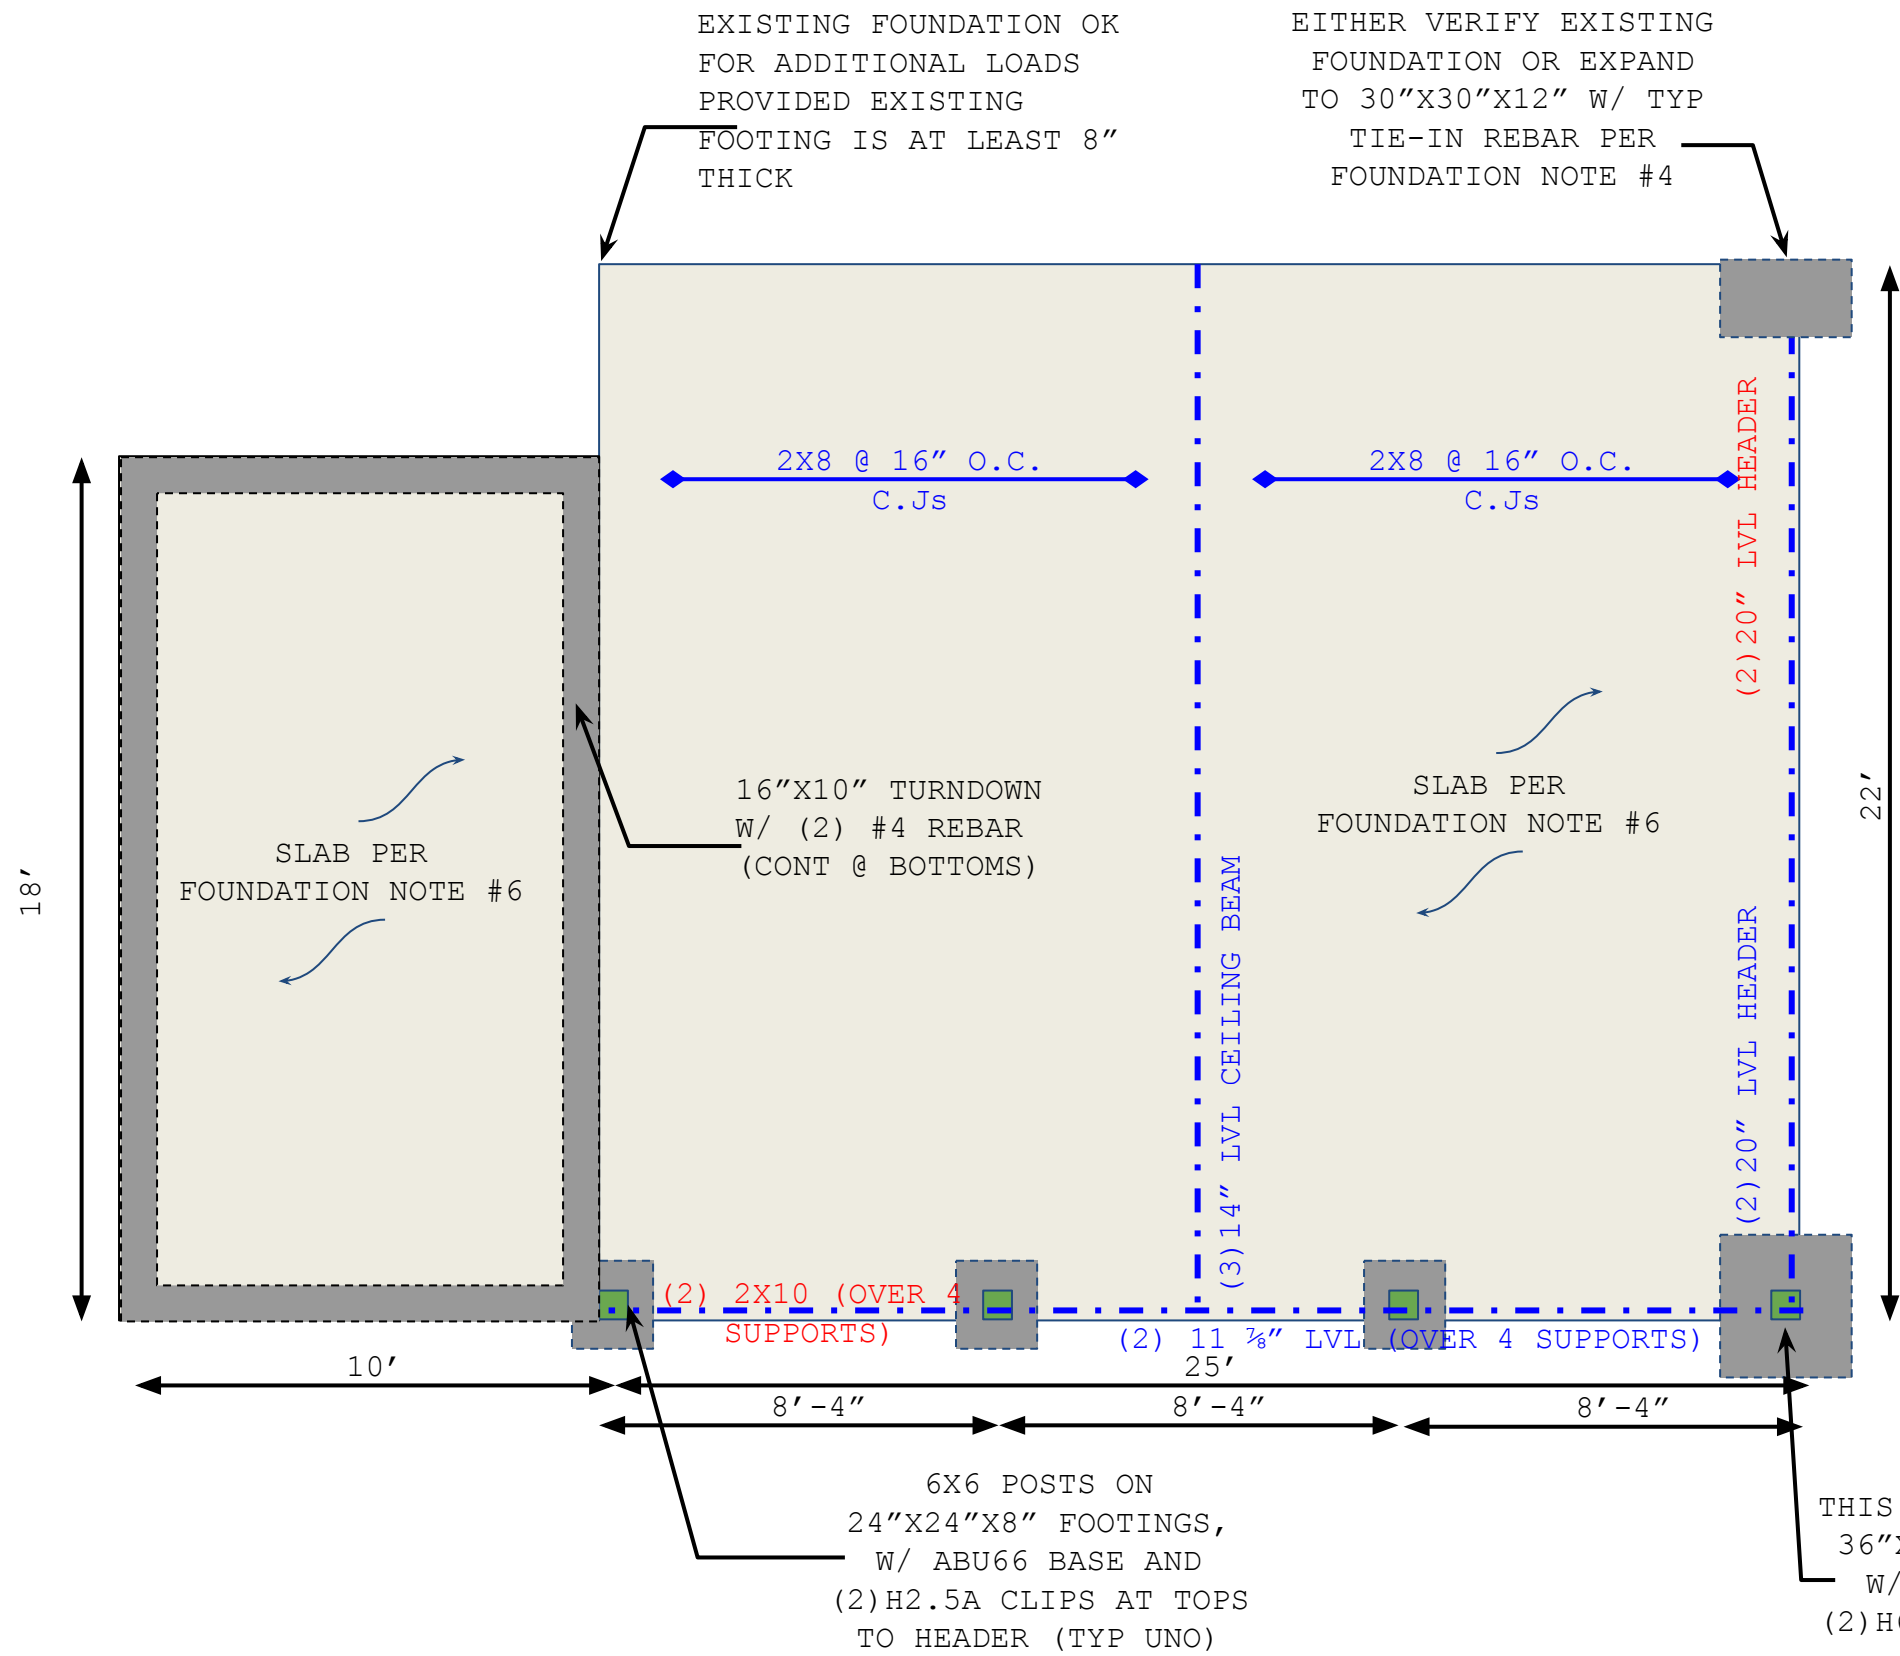 EXISTING FOUNDATION OK
FOR ADDITIONAL LOADS
PROVIDED EXISTING
FOOTING IS AT LEAST 8″
THICK
EITHER VERIFY EXISTING
FOUNDATION OR EXPAND
TO 30″X30″X12″ W/ TYP
TIE-IN REBAR PER
FOUNDATION NOTE #4
2X8 @ 16″ O.C.
C.Js
2X8 @ 16″ O.C.
C.Js
(2)20″ LVL HEADER
22′
18′
SLAB PER
FOUNDATION NOTE #6
16″X10″ TURNDOWN
W/ (2) #4 REBAR
(CONT @ BOTTOMS)
SLAB PER
FOUNDATION NOTE #6
(3)14″ LVL CEILING BEAM
(2)20″ LVL HEADER
(2) 2X10 (OVER 4
SUPPORTS)
(2) 11 ⅞″ LVL (OVER 4 SUPPORTS)
10′
25′
8′-4″
8′-4″
8′-4″
6X6 POSTS ON
24″X24″X8″ FOOTINGS,
W/ ABU66 BASE AND
(2)H2.5A CLIPS AT TOPS
TO HEADER (TYP UNO)
THIS
36″X
W/
(2)H